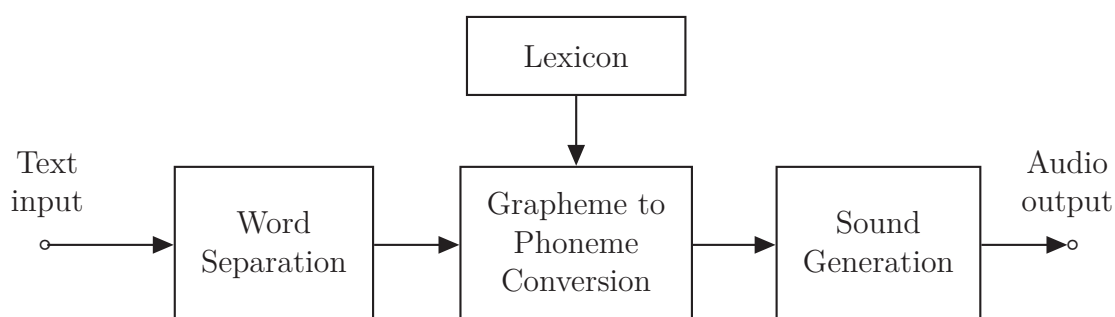 Lexicon
Text
input
Word
Separation
Grapheme to
Phoneme
Conversion
Sound
Generation
Audio
output